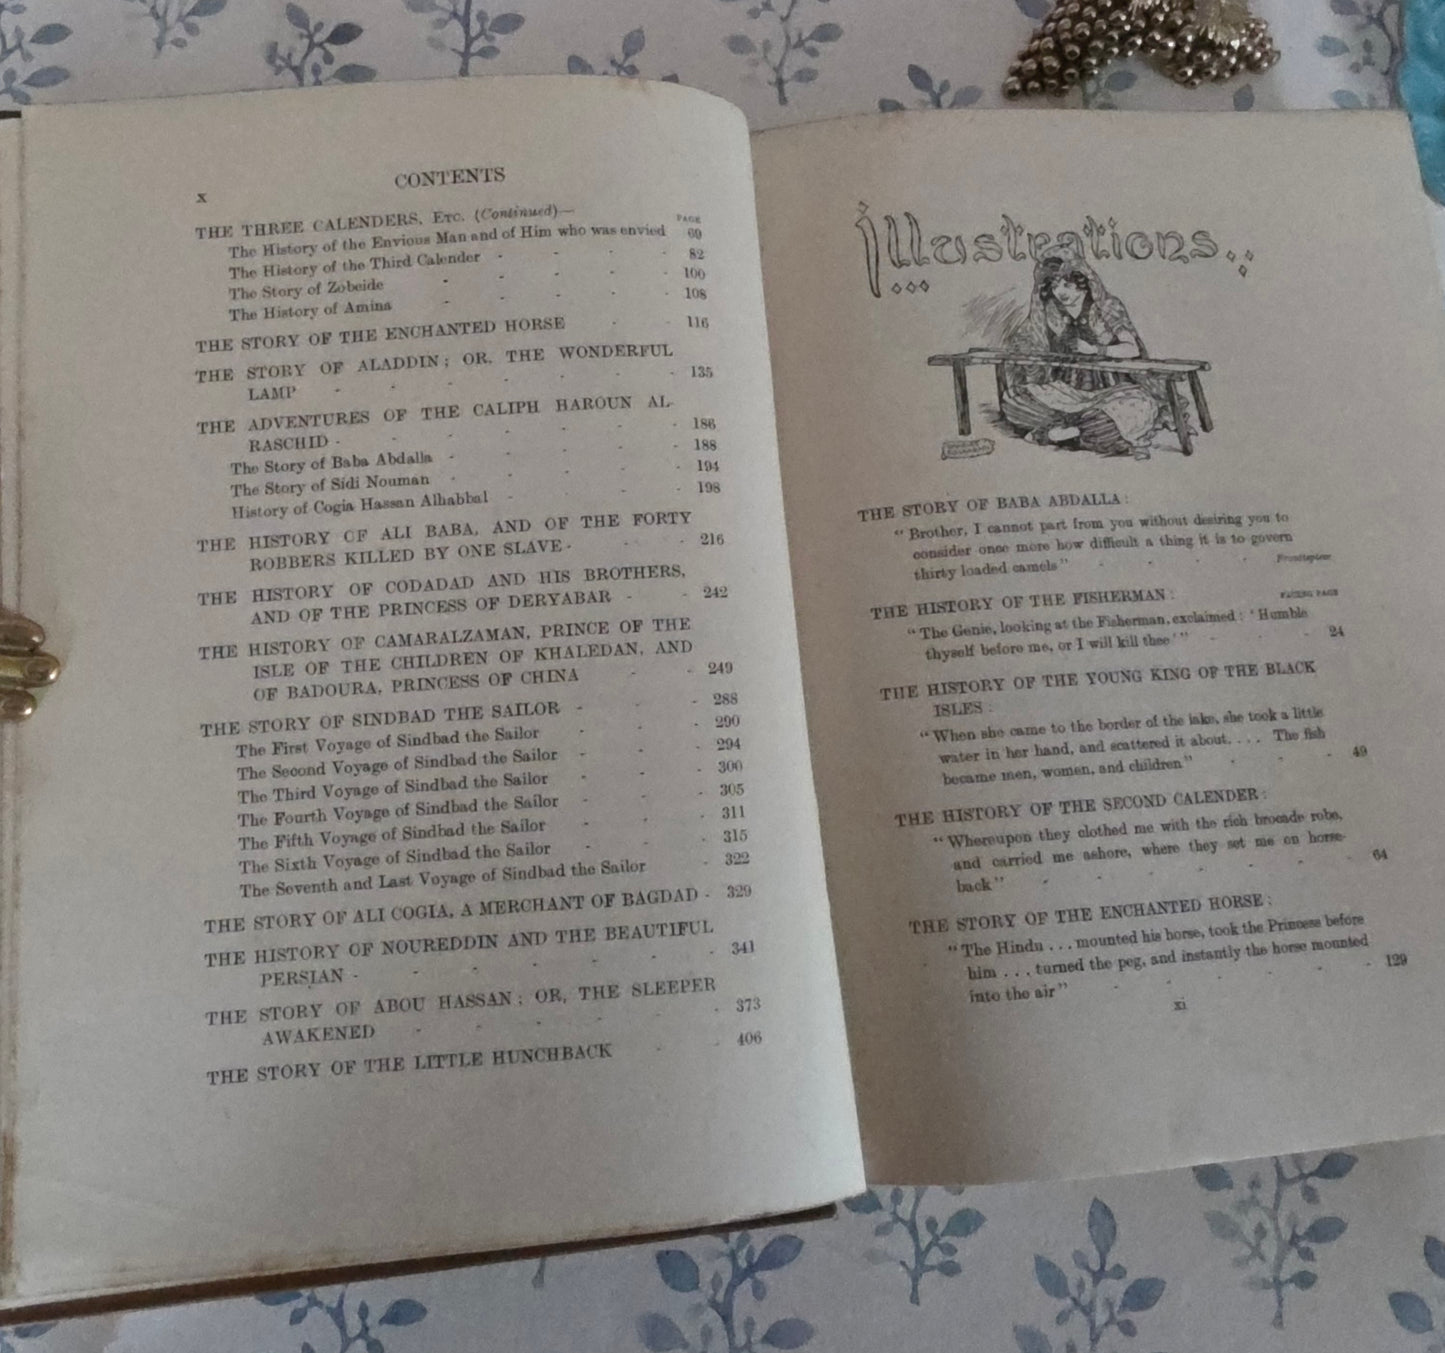 x
CONTENTS
THE THREE CALENDERS, Etc. (Continued)—
PAGE
The History of the Envious Man and of Him who was envied 69
The History of the Third Calender - - - - 82
The Story of Zobeide - - - - - 100
The History of Amina - - - - - 108
THE STORY OF THE ENCHANTED HORSE - - 116
THE STORY OF ALADDIN; OR, THE WONDERFUL
LAMP - - - - - - - 135
THE ADVENTURES OF THE CALIPH HAROUN AL-
RASCHID - - - - - - 186
The Story of Baba Abdalla - - - - - 188
The Story of Sidi Nouman - - - - - 194
History of Cogia Hassan Alhabbal - - - - 198
THE HISTORY OF ALI BABA, AND OF THE FORTY
ROBBERS KILLED BY ONE SLAVE - - - 216
THE HISTORY OF CODADAD AND HIS BROTHERS,
AND OF THE PRINCESS OF DERYABAR - - 242
THE HISTORY OF CAMARALZAMAN, PRINCE OF THE
ISLE OF THE CHILDREN OF KHALEDAN, AND
OF BADOURA, PRINCESS OF CHINA - - 249
THE STORY OF SINDBAD THE SAILOR - - - 288
The First Voyage of Sindbad the Sailor - - - 290
The Second Voyage of Sindbad the Sailor - - - 294
The Third Voyage of Sindbad the Sailor - - - 300
The Fourth Voyage of Sindbad the Sailor - - - 305
The Fifth Voyage of Sindbad the Sailor - - - 311
The Sixth Voyage of Sindbad the Sailor - - - 315
The Seventh and Last Voyage of Sindbad the Sailor - 322
THE STORY OF ALI COGIA, A MERCHANT OF BAGDAD - 329
THE HISTORY OF NOUREDDIN AND THE BEAUTIFUL
PERSIAN - - - - - - - 341
THE STORY OF ABOU HASSAN; OR, THE SLEEPER
AWAKENED - - - - - - 373
THE STORY OF THE LITTLE HUNCHBACK - - 406
Illustrations
THE STORY OF BABA ABDALLA:
"Brother, I cannot part from you without desiring you to
consider once more how difficult a thing it is to govern
thirty loaded camels" - - - - Frontispiece
FACING PAGE
THE HISTORY OF THE FISHERMAN:
"The Genie, looking at the Fisherman, exclaimed: 'Humble
thyself before me, or I will kill thee'" - - - 24
THE HISTORY OF THE YOUNG KING OF THE BLACK
ISLES:
"When she came to the border of the lake, she took a little
water in her hand, and scattered it about. . . . The fish
became men, women, and children" - - - 49
THE HISTORY OF THE SECOND CALENDER:
"Whereupon they clothed me with the rich brocade robe,
and carried me ashore, where they set me on horse-
back" - - - - - - - 64
THE STORY OF THE ENCHANTED HORSE:
"The Hindu . . . mounted his horse, took the Princess before
him . . . turned the peg, and instantly the horse mounted
into the air" - - - - - - 129
xi